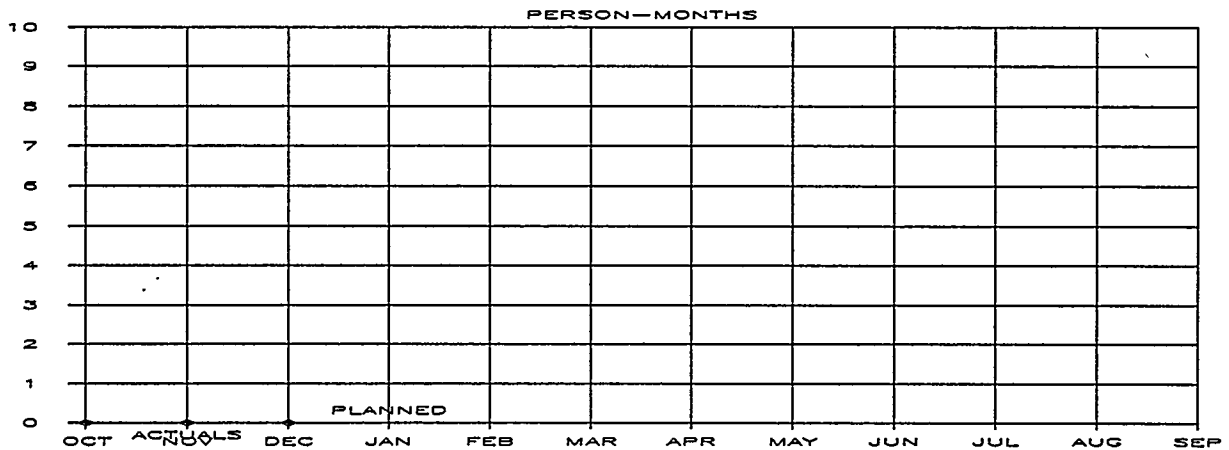 PERSON-MONTHS
10
9
8
7
6
5
4
3
2
1
0
PLANNED
ACTUALS
OCT NOV DEC JAN FEB MAR APR MAY JUN JUL AUG SEP